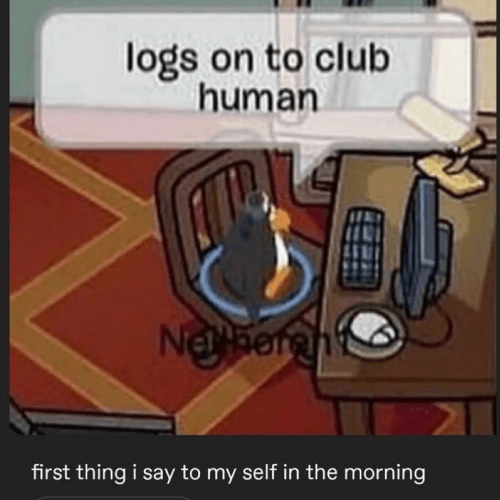 logs on to club
human
first thing i say to my self in the morning